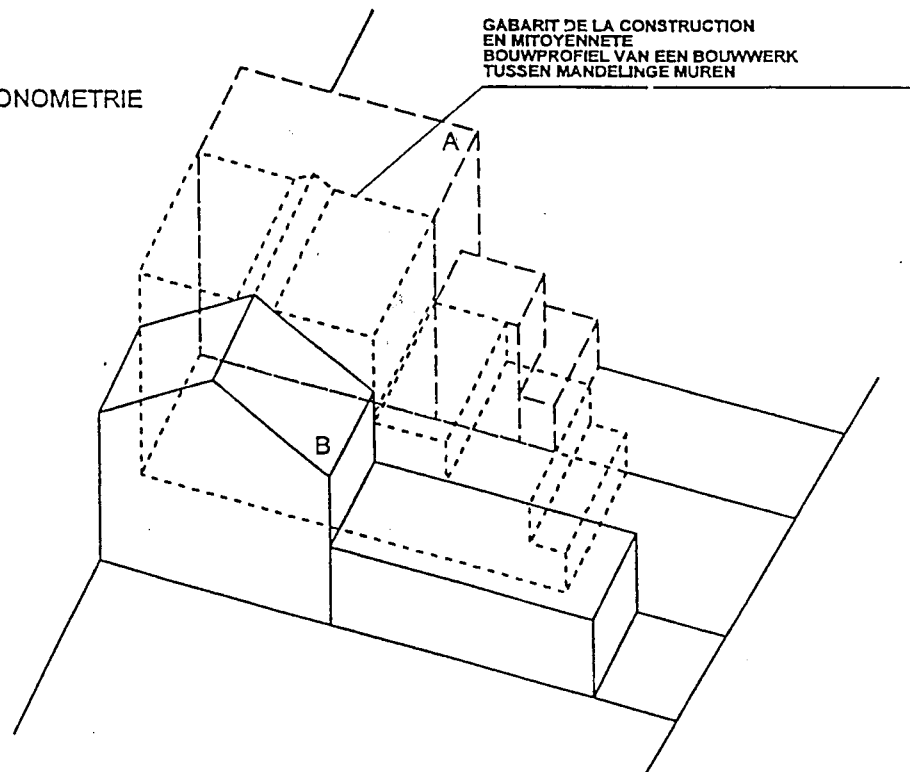 GABARIT DE LA CONSTRUCTION
EN MITOYENNETE
BOUWPROFIEL VAN EEN BOUWWERK
TUSSEN MANDELINGE MUREN
ONOMETRIE
A
B